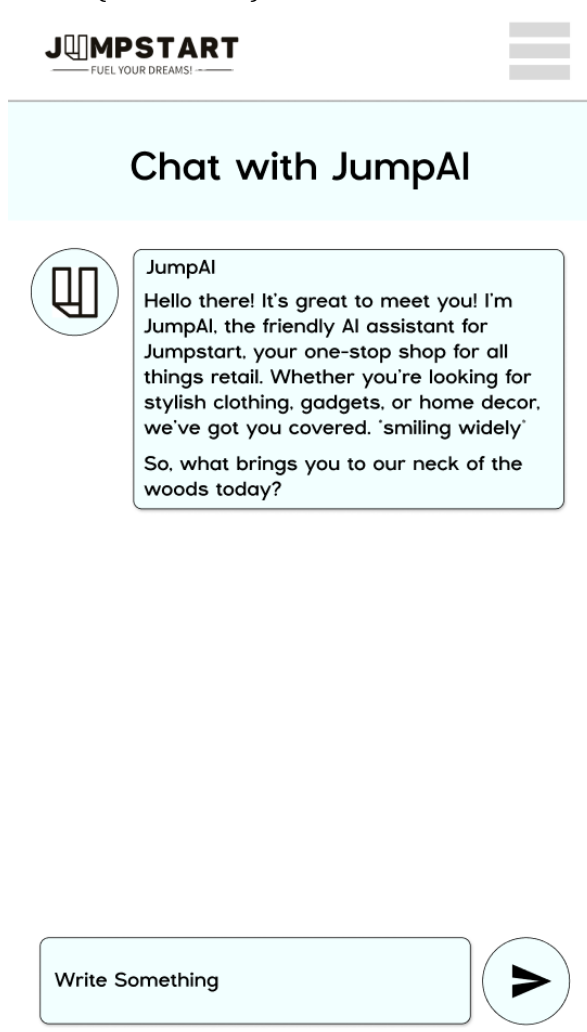 JUMPSTART
FUEL YOUR DREAMS!
Chat with JumpAI
JumpAI
Hello there! It's great to meet you! I'm
JumpAI, the friendly AI assistant for
Jumpstart, your one-stop shop for all
things retail. Whether you're looking for
stylish clothing, gadgets, or home decor,
we've got you covered. *smiling widely*
So, what brings you to our neck of the
woods today?
Write Something